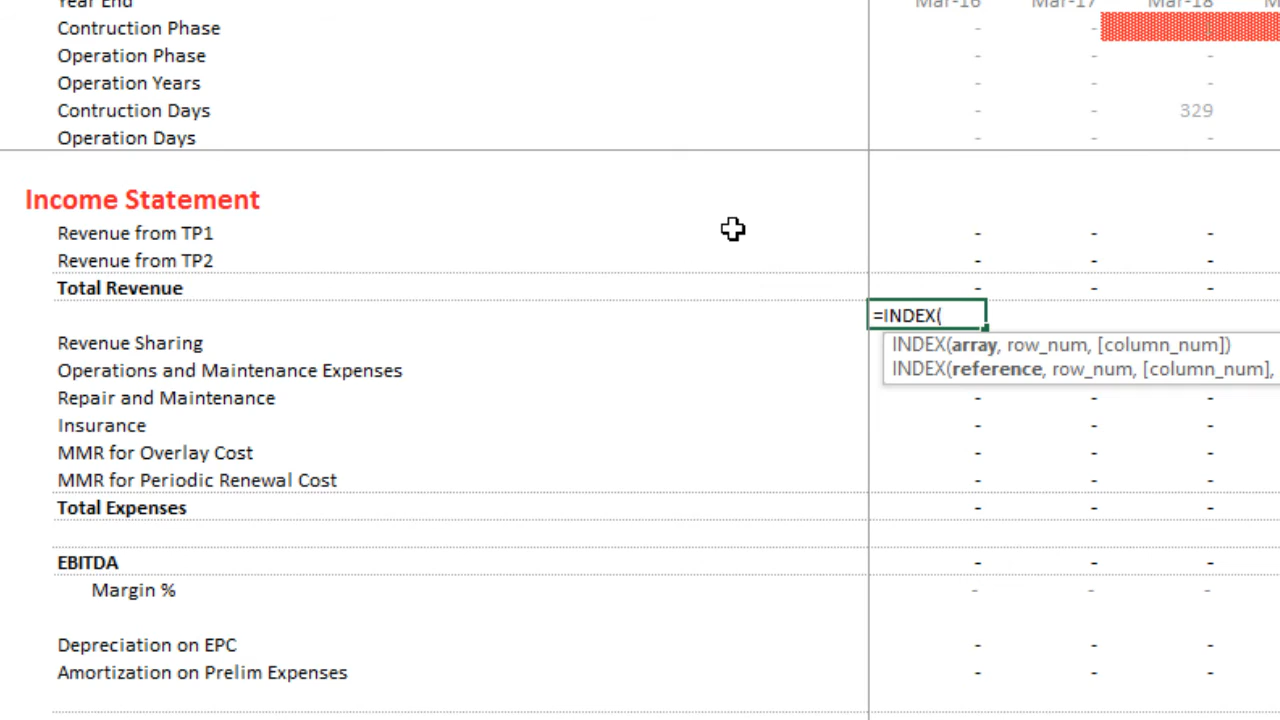 Year End Mar-16 Mar-17 Mar-18
Contruction Phase - -
Operation Phase - - -
Operation Years - - -
Contruction Days - - 329
Operation Days - - -
Income Statement
Revenue from TP1 - - -
Revenue from TP2 - - -
Total Revenue - - -
=INDEX(
Revenue Sharing INDEX(array, row_num, [column_num])
Operations and Maintenance Expenses INDEX(reference, row_num, [column_num],
Repair and Maintenance - - -
Insurance - - -
MMR for Overlay Cost - - -
MMR for Periodic Renewal Cost - - -
Total Expenses - - -
EBITDA - - -
Margin % - - -
Depreciation on EPC - - -
Amortization on Prelim Expenses - - -